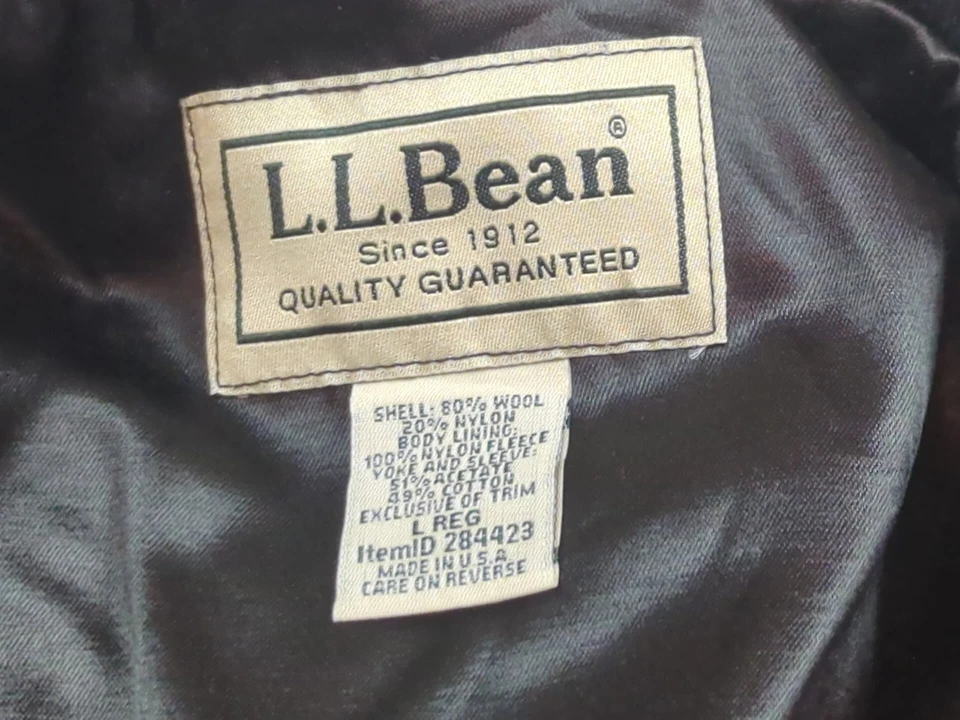 L.L.Bean®
Since 1912
QUALITY GUARANTEED
SHELL: 80% WOOL
20% NYLON
BODY LINING:
100% NYLON FLEECE
YOKE AND SLEEVE:
51% ACETATE
49% COTTON
EXCLUSIVE OF TRIM
L REG
ItemID 284423
MADE IN U.S.A.
CARE ON REVERSE